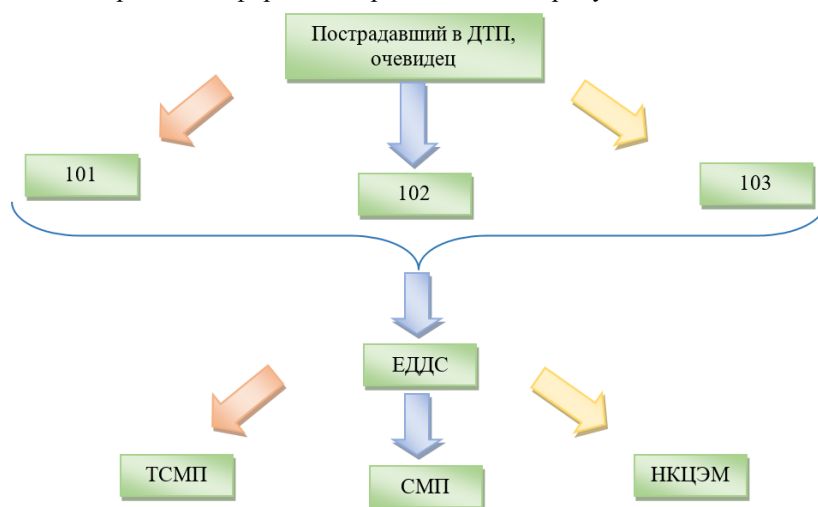 Пострадавший в ДТП,
очевидец
101
102
103
ЕДДС
ТСМП
СМП
НКЦЭМ